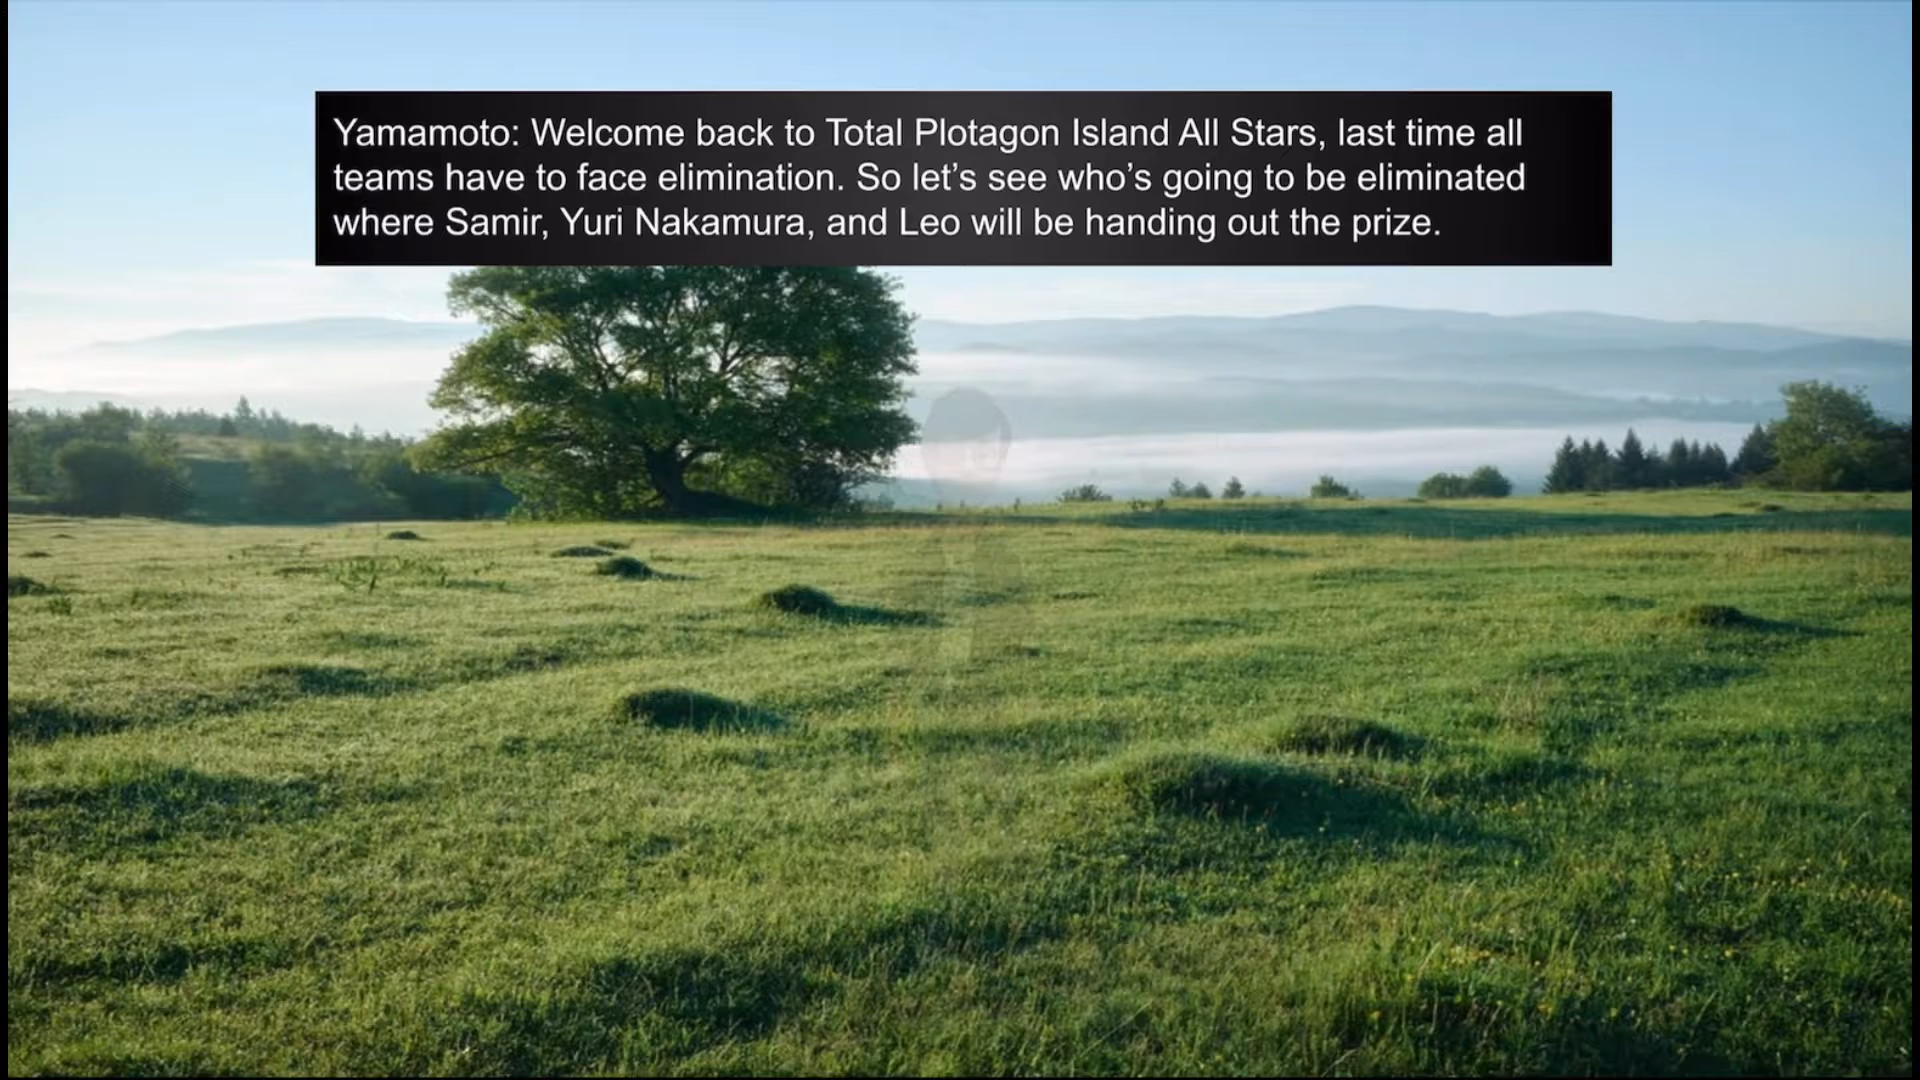 Yamamoto: Welcome back to Total Plotagon Island All Stars, last time all
teams have to face elimination. So let’s see who’s going to be eliminated
where Samir, Yuri Nakamura, and Leo will be handing out the prize.